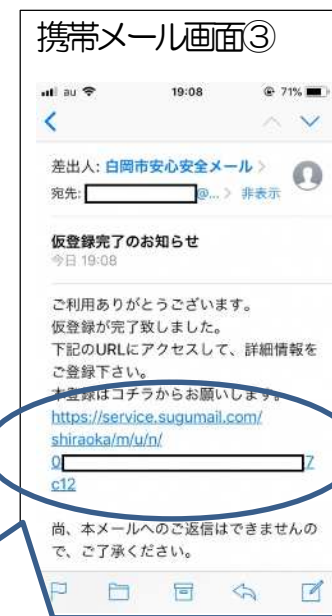 携帯メール画面③
au 19:08 71%
差出人: 白岡市安心安全メール
宛先: @... 非表示
仮登録完了のお知らせ
今日 19:08
ご利用ありがとうございます。
仮登録が完了致しました。
下記のURLにアクセスして、詳細情報を
ご登録下さい。
本登録はコチラからお願いします。
https://service.sugumail.com/
shiraoka/m/u/n/
0 7
c12
尚、本メールへのご返信はできませんの
で、ご了承ください。